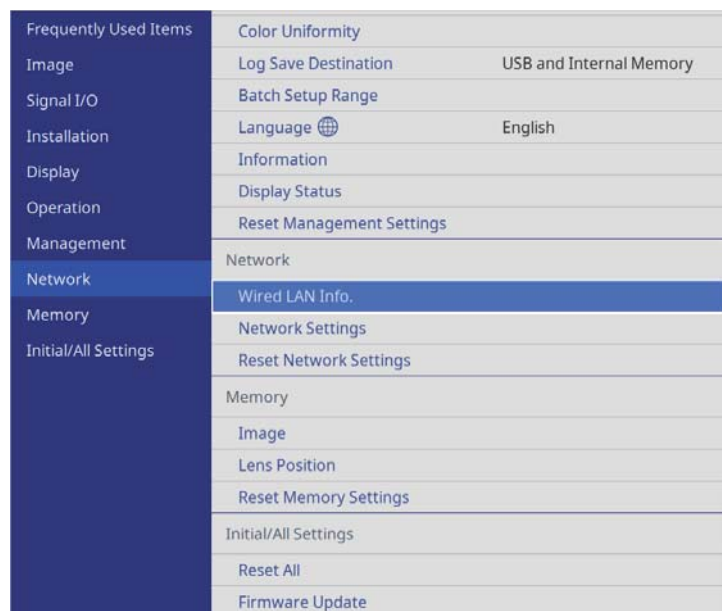 Frequently Used Items
Image
Signal I/O
Installation
Display
Operation
Management
Network
Memory
Initial/All Settings
Color Uniformity
Log Save Destination USB and Internal Memory
Batch Setup Range
Language English
Information
Display Status
Reset Management Settings
Network
Wired LAN Info.
Network Settings
Reset Network Settings
Memory
Image
Lens Position
Reset Memory Settings
Initial/All Settings
Reset All
Firmware Update